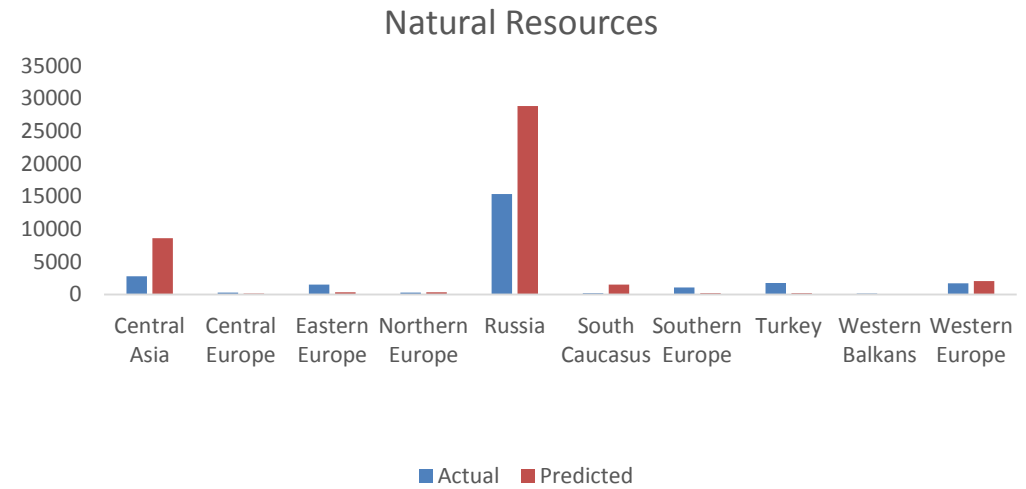 Natural Resources
35000
30000
25000
20000
15000
10000
5000
0
Central Asia
Central Europe
Eastern Europe
Northern Europe
Russia
South Caucasus
Southern Europe
Turkey
Western Balkans
Western Europe
Actual Predicted